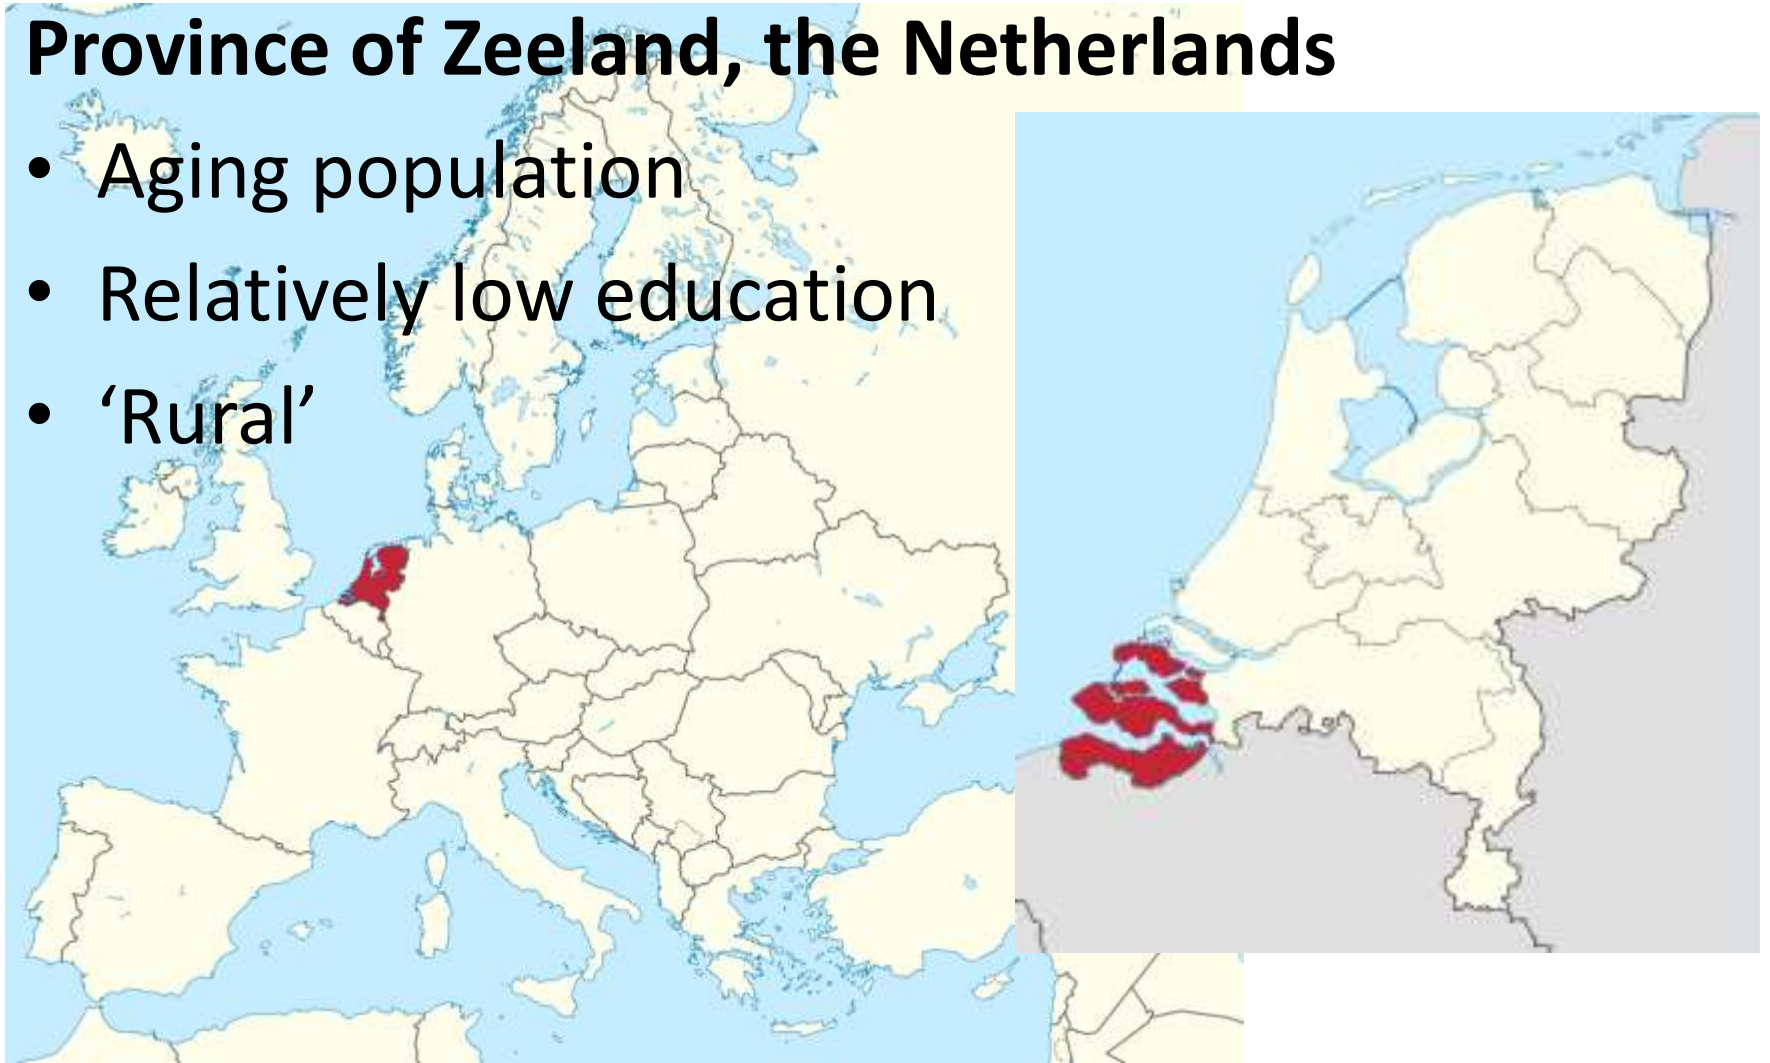 Province of Zeeland, the Netherlands
• Aging population
• Relatively low education
• ‘Rural’